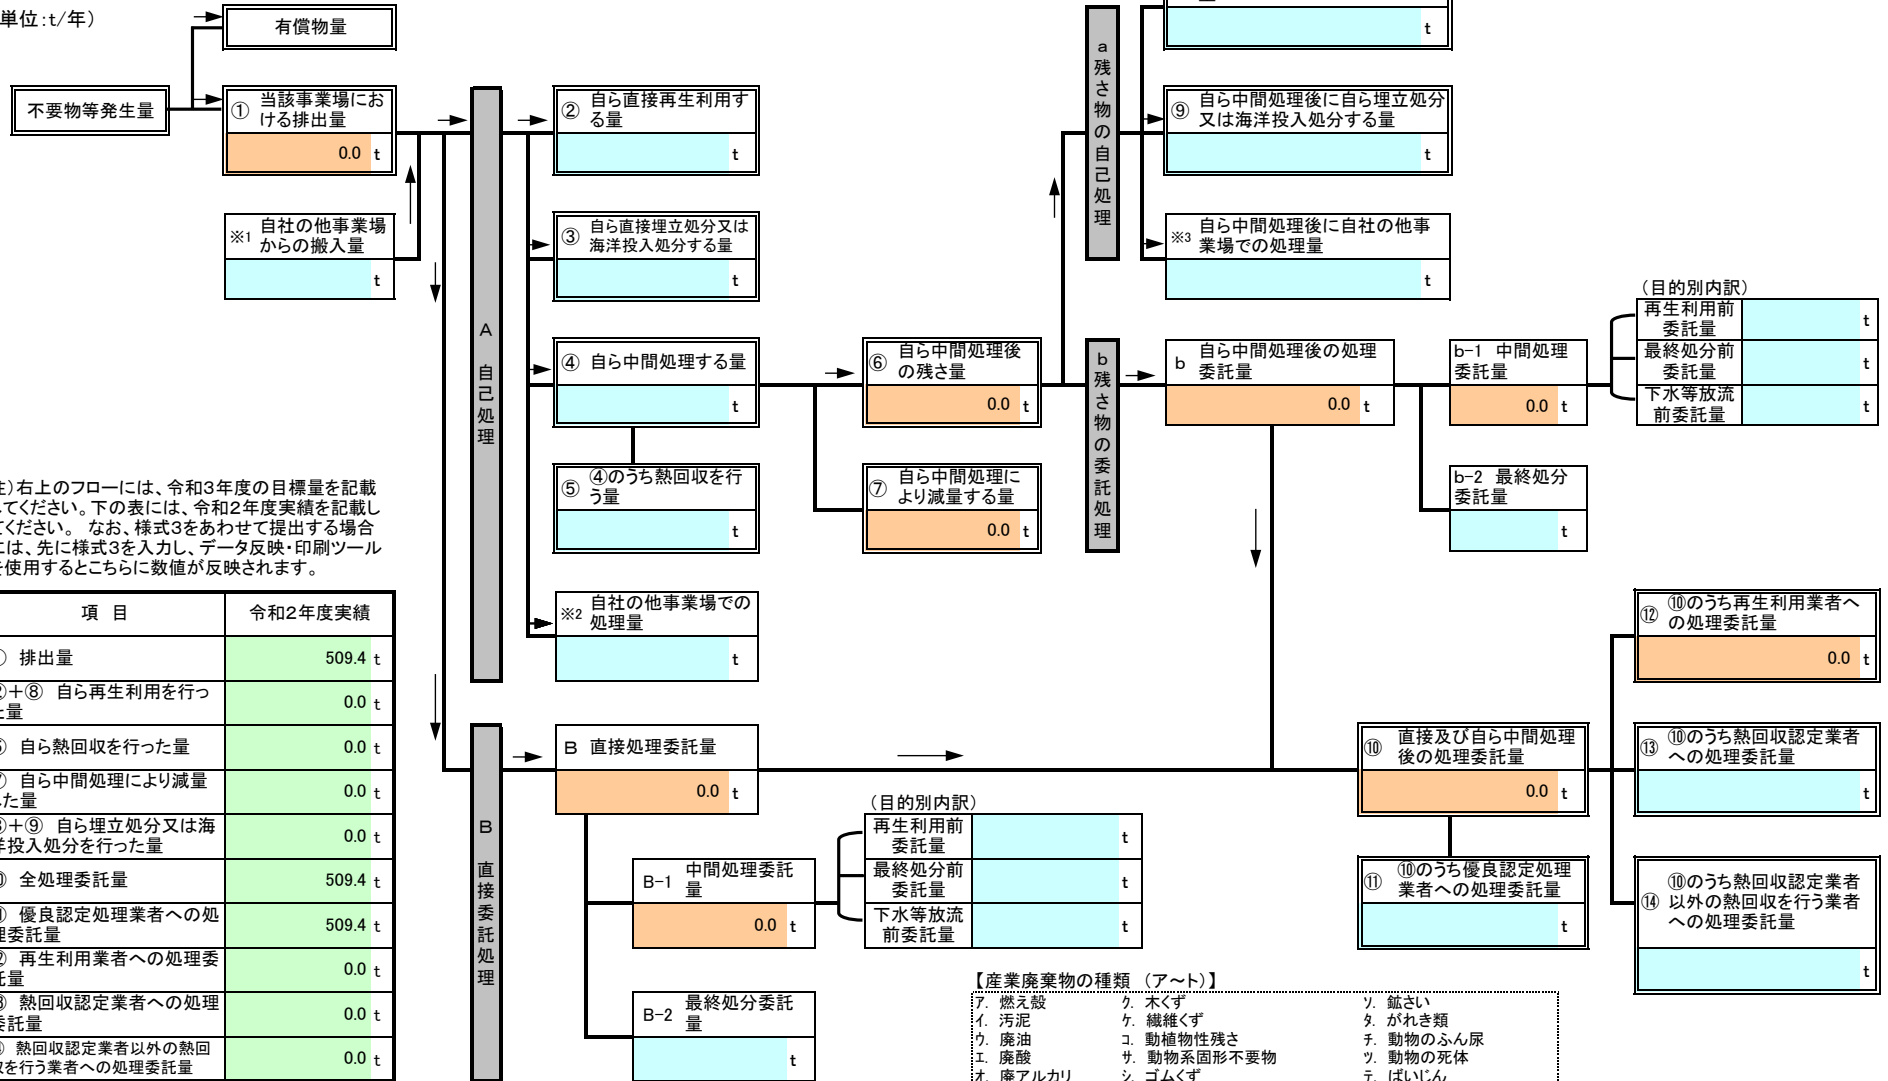 単位:t/年）
有償物量
不要物等発生量
① 当該事業場にお
ける排出量
0.0 t
※1 自社の他事業場
からの搬入量
t
A 自己処理
② 自ら直接再生利用す
る量
t
③ 自ら直接埋立処分又は
海洋投入処分する量
t
④ 自ら中間処理する量
t
⑤ ④のうち熱回収を行
う量
t
※2 自社の他事業場での
処理量
t
⑥ 自ら中間処理後
の残さ量
0.0 t
⑦ 自ら中間処理に
より減量する量
0.0 t
a 残さ物の自己処理
t
⑨ 自ら中間処理後に自ら埋立処分
又は海洋投入処分する量
t
※3 自ら中間処理後に自社の他事
業場での処理量
t
b 残さ物の委託処理
b 自ら中間処理後の処理
委託量
0.0 t
b-1 中間処理
委託量
0.0 t
b-2 最終処分
委託量
t
（目的別内訳）
再生利用前
委託量
t
最終処分前
委託量
t
下水等放流
前委託量
t
注）右上のフローには、令和3年度の目標量を記載
してください。下の表には、令和2年度実績を記載し
てください。 なお、様式3をあわせて提出する場合
には、先に様式3を入力し、データ反映・印刷ツール
を使用するとこちらに数値が反映されます。
項 目 令和2年度実績
① 排出量 509.4 t
②+⑧ 自ら再生利用を行っ
た量 0.0 t
⑤ 自ら熱回収を行った量 0.0 t
⑦ 自ら中間処理により減量
した量 0.0 t
③+⑨ 自ら埋立処分又は海
洋投入処分を行った量 0.0 t
⑩ 全処理委託量 509.4 t
⑪ 優良認定処理業者への処
理委託量 509.4 t
⑫ 再生利用業者への処理委
託量 0.0 t
⑬ 熱回収認定業者への処理
委託量 0.0 t
⑭ 熱回収認定業者以外の熱回
収を行う業者への処理委託量 0.0 t
B 直接委託処理
B 直接処理委託量
0.0 t
B-1 中間処理委託
量
0.0 t
B-2 最終処分委託
量
t
（目的別内訳）
再生利用前
委託量
t
最終処分前
委託量
t
下水等放流
前委託量
t
⑩ 直接及び自ら中間処理
後の処理委託量
0.0 t
⑪ ⑩のうち優良認定処理
業者への処理委託量
t
⑫ ⑩のうち再生利用業者へ
の処理委託量
0.0 t
⑬ ⑩のうち熱回収認定業者
への処理委託量
t
⑭ ⑩のうち熱回収認定業者
以外の熱回収を行う業者
への処理委託量
t
【産業廃棄物の種類 （ア～ト）】
ア. 燃え殻 ク. 木くず ソ. 鉱さい
イ. 汚泥 ケ. 繊維くず タ. がれき類
ウ. 廃油 コ. 動植物性残さ チ. 動物のふん尿
エ. 廃酸 サ. 動物系固形不要物 ツ. 動物の死体
オ. 廃アルカリ シ. ゴムくず テ. ばいじん